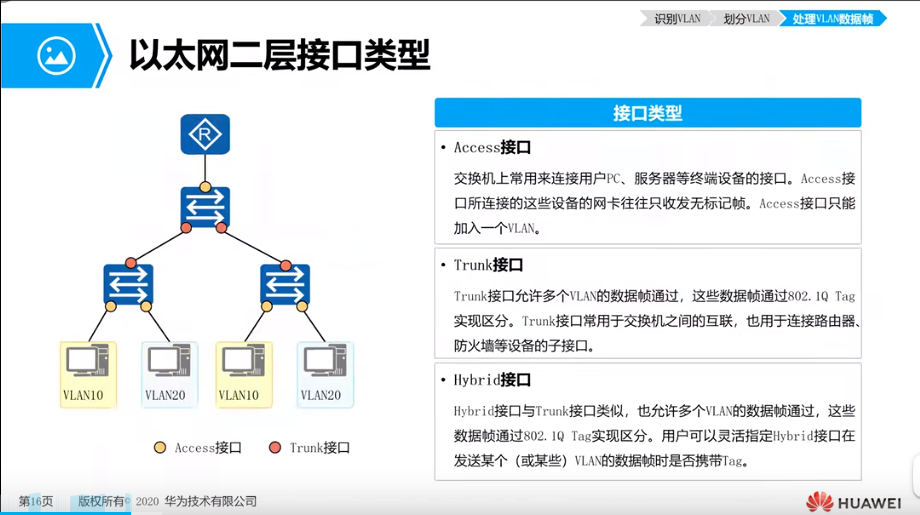 识别VLAN 划分VLAN 处理VLAN数据帧
以太网二层接口类型
R
VLAN10 VLAN20 VLAN10 VLAN20
Access接口 Trunk接口
接口类型
• Access接口
交换机上常用来连接用户PC、服务器等终端设备的接口。Access接
口所连接的这些设备的网卡往往只收发无标记帧。Access接口只能
加入一个VLAN。
• Trunk接口
Trunk接口允许多个VLAN的数据帧通过，这些数据帧通过802.1Q Tag
实现区分。Trunk接口常用于交换机之间的互联，也用于连接路由器、
防火墙等设备的子接口。
• Hybrid接口
Hybrid接口与Trunk接口类似，也允许多个VLAN的数据帧通过，这些
数据帧通过802.1Q Tag实现区分。用户可以灵活指定Hybrid接口在
发送某个（或某些）VLAN的数据帧时是否携带Tag。
第16页 版权所有© 2020 华为技术有限公司
HUAWEI